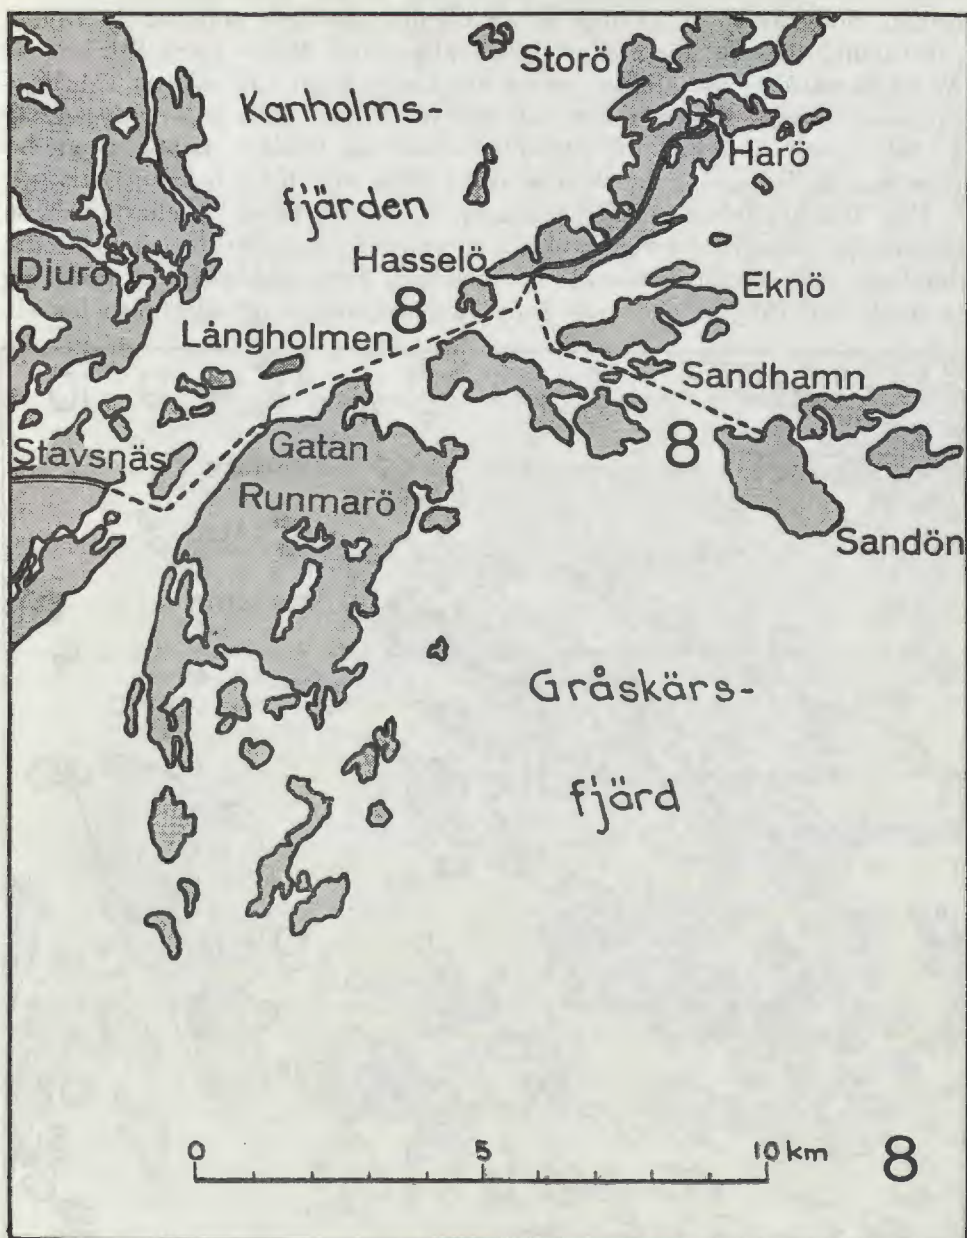 Storö
Kanholms-
Harö
fjärden
Hasselö
Djurö
Eknö
8
Långholmen
Sandhamn
Gatan
8
Stavsnäs
Runmarö
Sandön
Gråskärs-
fjärd
0 5 10 km
8